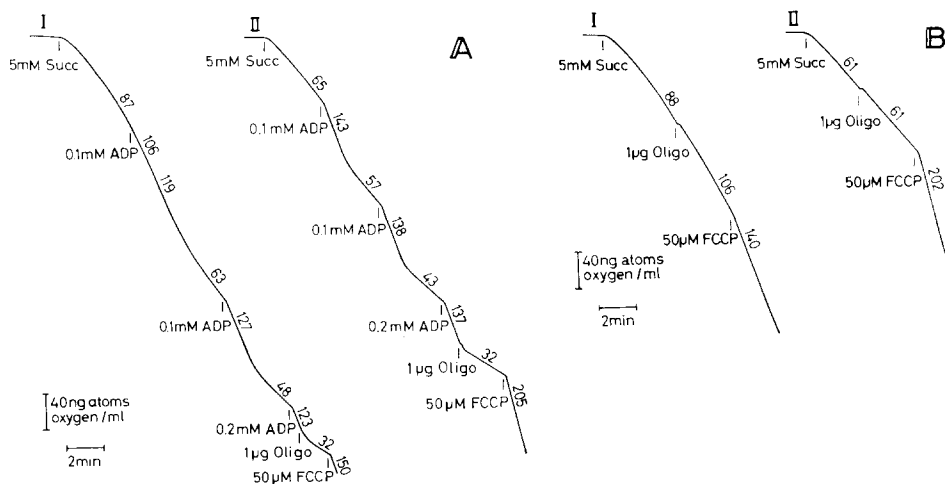 A
I
5mM Succ
87
0.1mM ADP
106
119
63
0.1mM ADP
127
48
0.2mM ADP
123
1µg Oligo
32
50µM FCCP
150
40ng atoms
oxygen/ml
2min
II
5mM Succ
65
0.1mM ADP
143
57
0.1mM ADP
138
43
0.2mM ADP
137
1µg Oligo
32
50µM FCCP
205
B
I
5mM Succ
88
1µg Oligo
106
50µM FCCP
140
40ng atoms
oxygen/ml
2min
II
5mM Succ
61
1µg Oligo
61
50µM FCCP
202